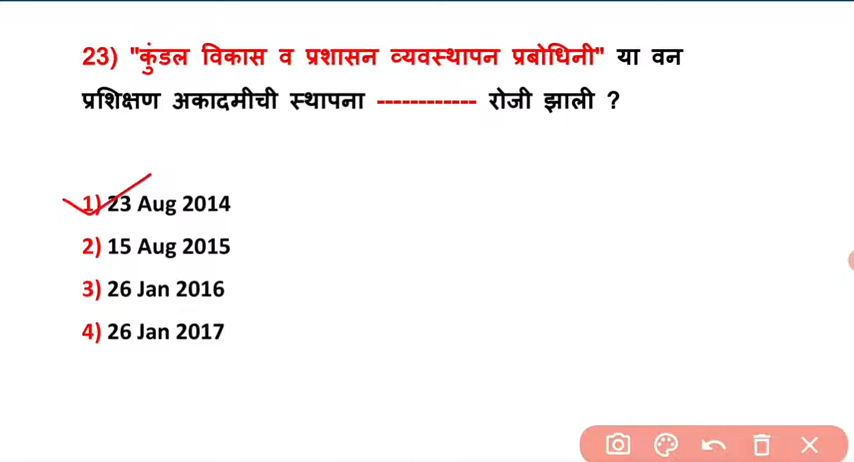 23) "कुंडल विकास व प्रशासन व्यवस्थापन प्रबोधिनी" या वन
प्रशिक्षण अकादमीची स्थापना ------------ रोजी झाली ?
1) 23 Aug 2014
2) 15 Aug 2015
3) 26 Jan 2016
4) 26 Jan 2017